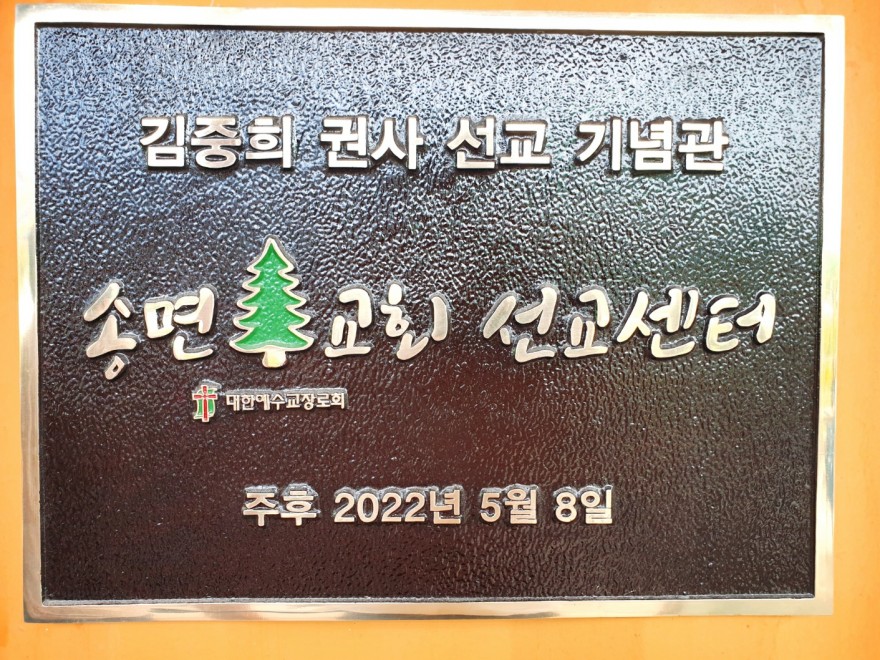 김중희 권사 선교 기념관
송면교회 선교센터
대한예수교장로회
주후 2022년 5월 8일